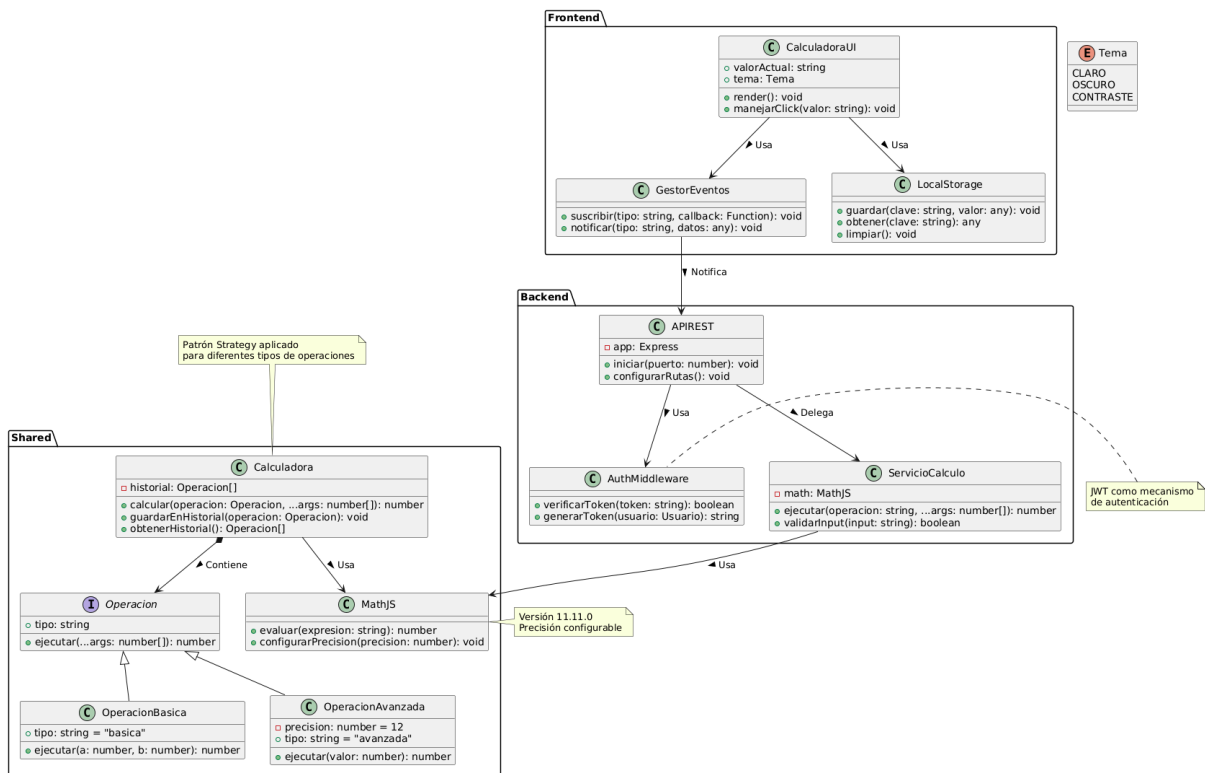 Frontend
C CalculadoraUI
valorActual: string
tema: Tema
render(): void
manejarClick(valor: string): void
E Tema
CLARO
OSCURO
CONTRASTE
Usa
Usa
C GestorEventos
suscribir(tipo: string, callback: Function): void
notificar(tipo: string, datos: any): void
C LocalStorage
guardar(clave: string, valor: any): void
obtener(clave: string): any
limpiar(): void
Notifica
Backend
C APIREST
app: Express
iniciar(puerto: number): void
configurarRutas(): void
Usa
Delega
C AuthMiddleware
verificarToken(token: string): boolean
generarToken(usuario: Usuario): string
C ServicioCalculo
math: MathJS
ejecutar(operacion: string, ...args: number[]): number
validarInput(input: string): boolean
JWT como mecanismo
de autenticación
Patrón Strategy aplicado
para diferentes tipos de operaciones
Shared
C Calculadora
historial: Operacion[]
calcular(operacion: Operacion, ...args: number[]): number
guardarEnHistorial(operacion: Operacion): void
obtenerHistorial(): Operacion[]
Contiene
Usa
Usa
I Operacion
tipo: string
ejecutar(...args: number[]): number
C MathJS
evaluar(expresion: string): number
configurarPrecision(precision: number): void
Versión 11.11.0
Precisión configurable
C OperacionBasica
tipo: string = "basica"
ejecutar(a: number, b: number): number
C OperacionAvanzada
precision: number = 12
tipo: string = "avanzada"
ejecutar(valor: number): number